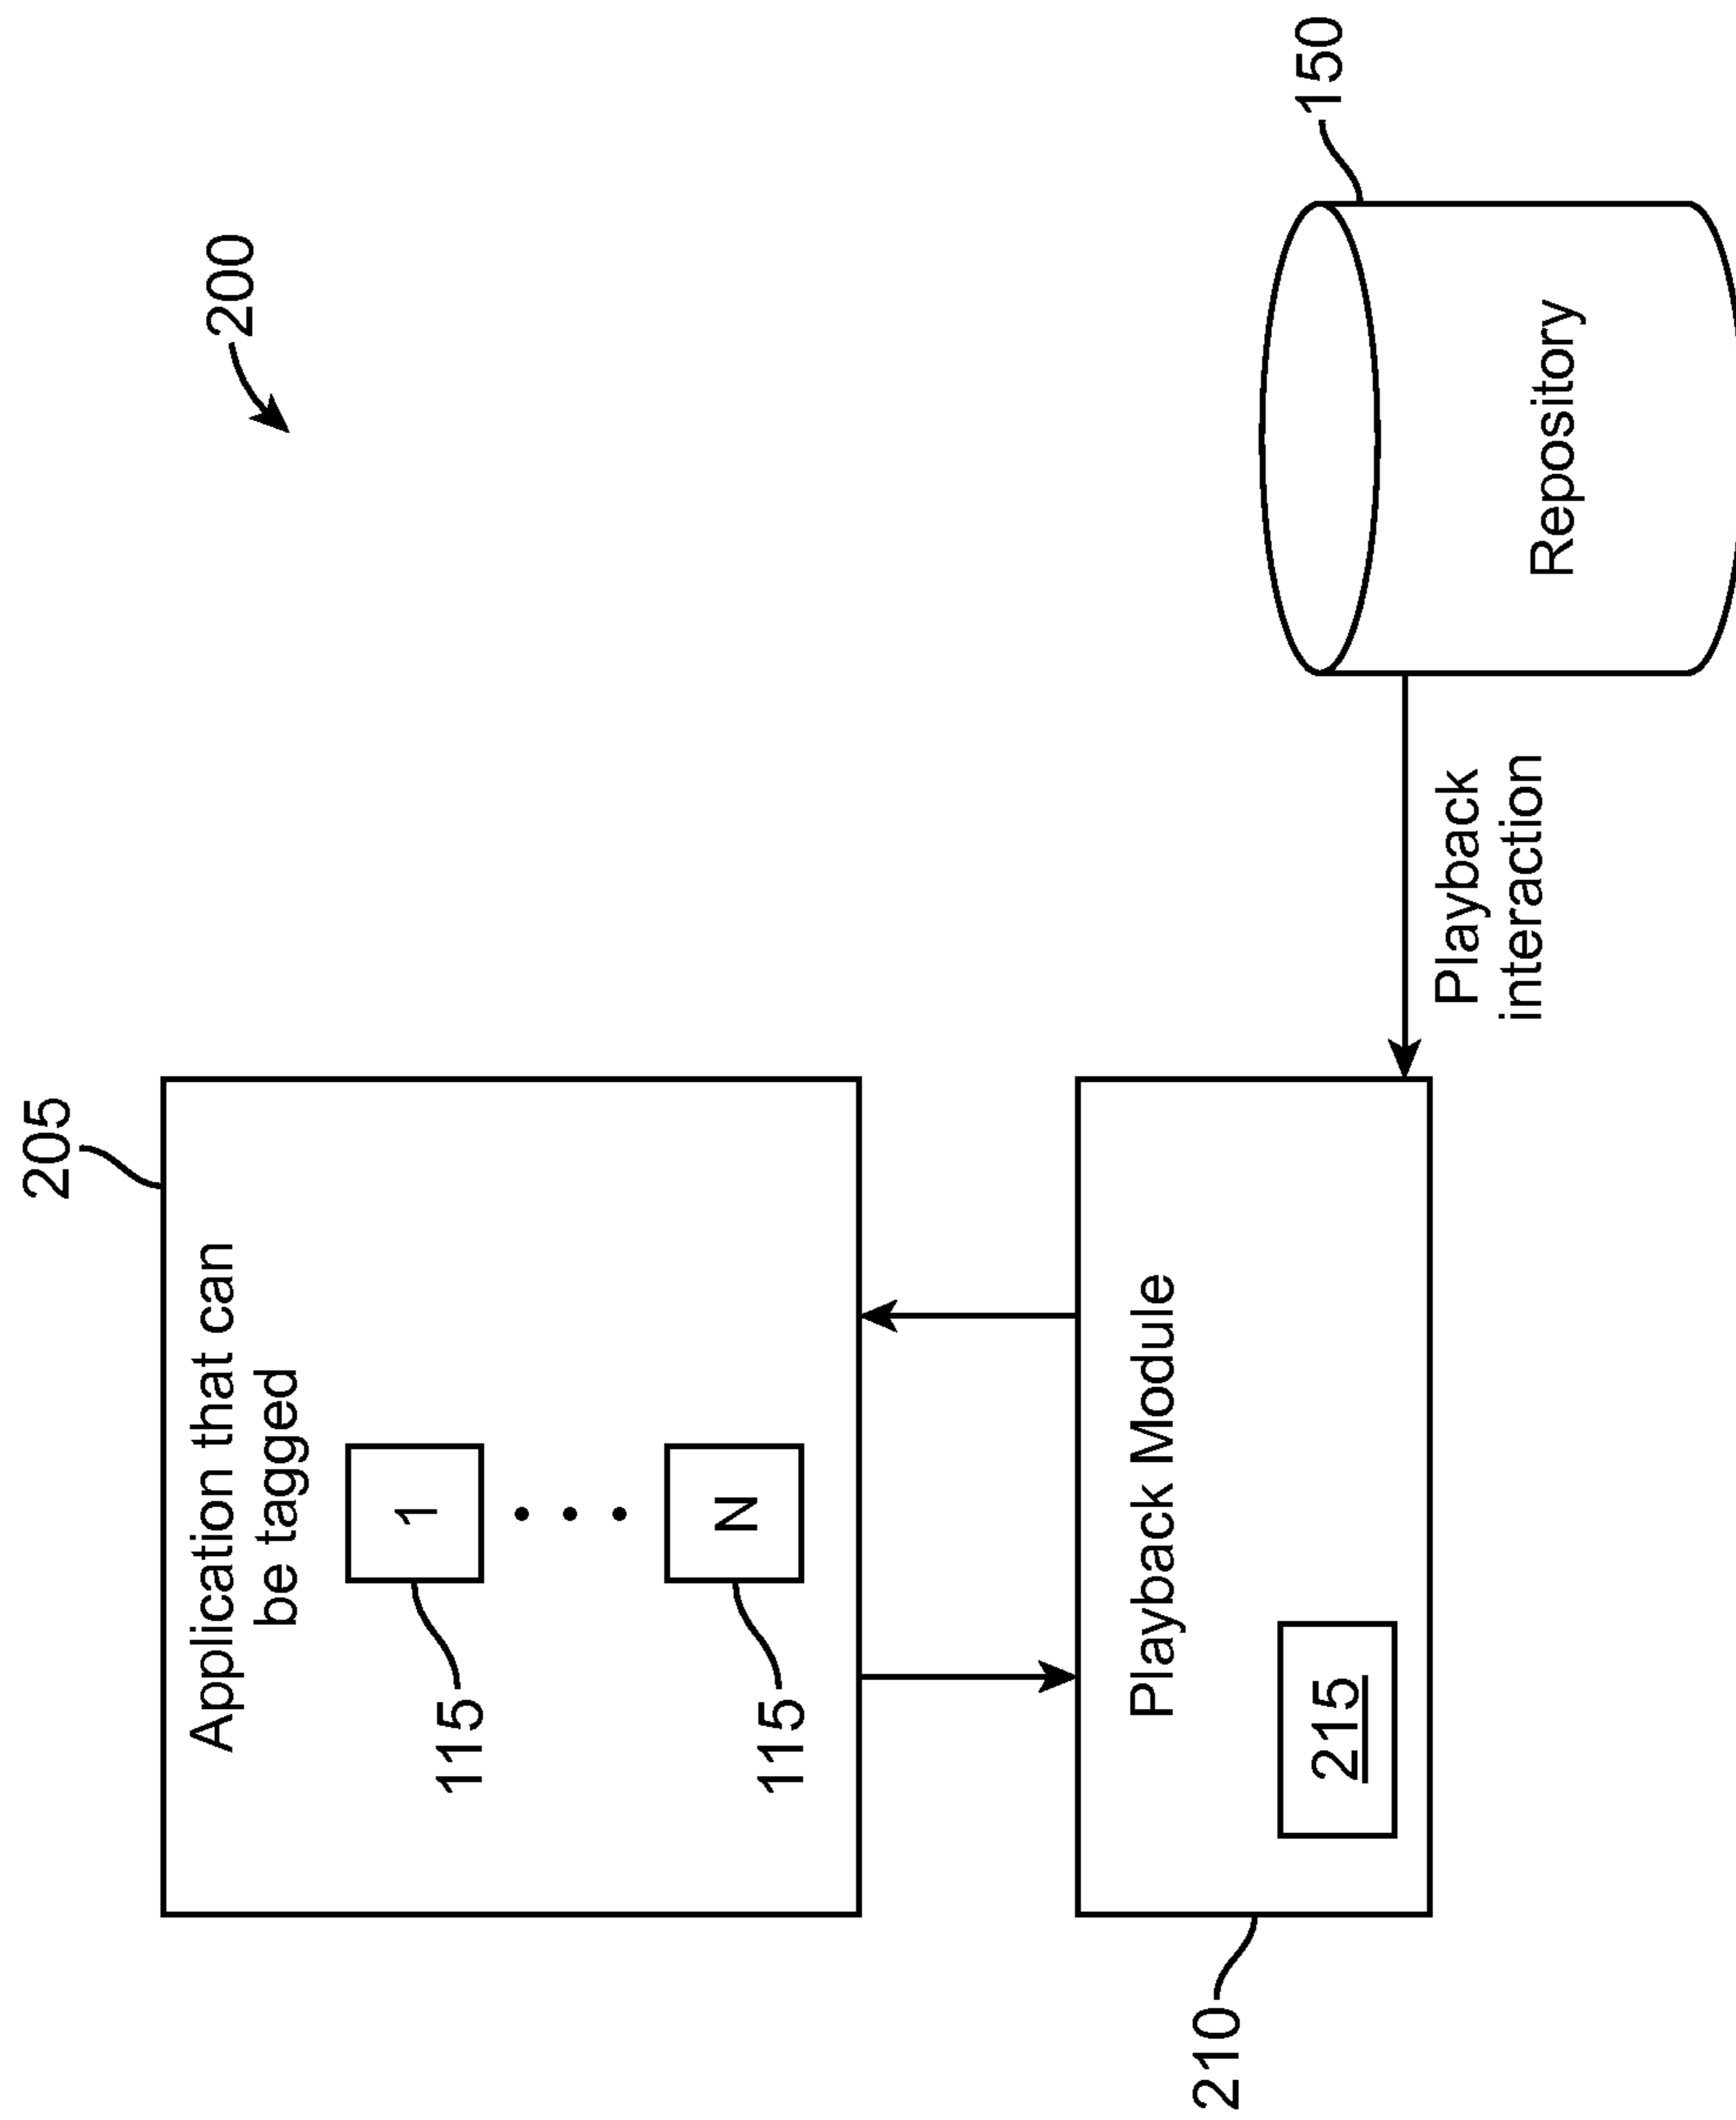 200
205
Application that can
be tagged
1
115
N
115
Playback Module
215
210
Playback
interaction
150
Repository